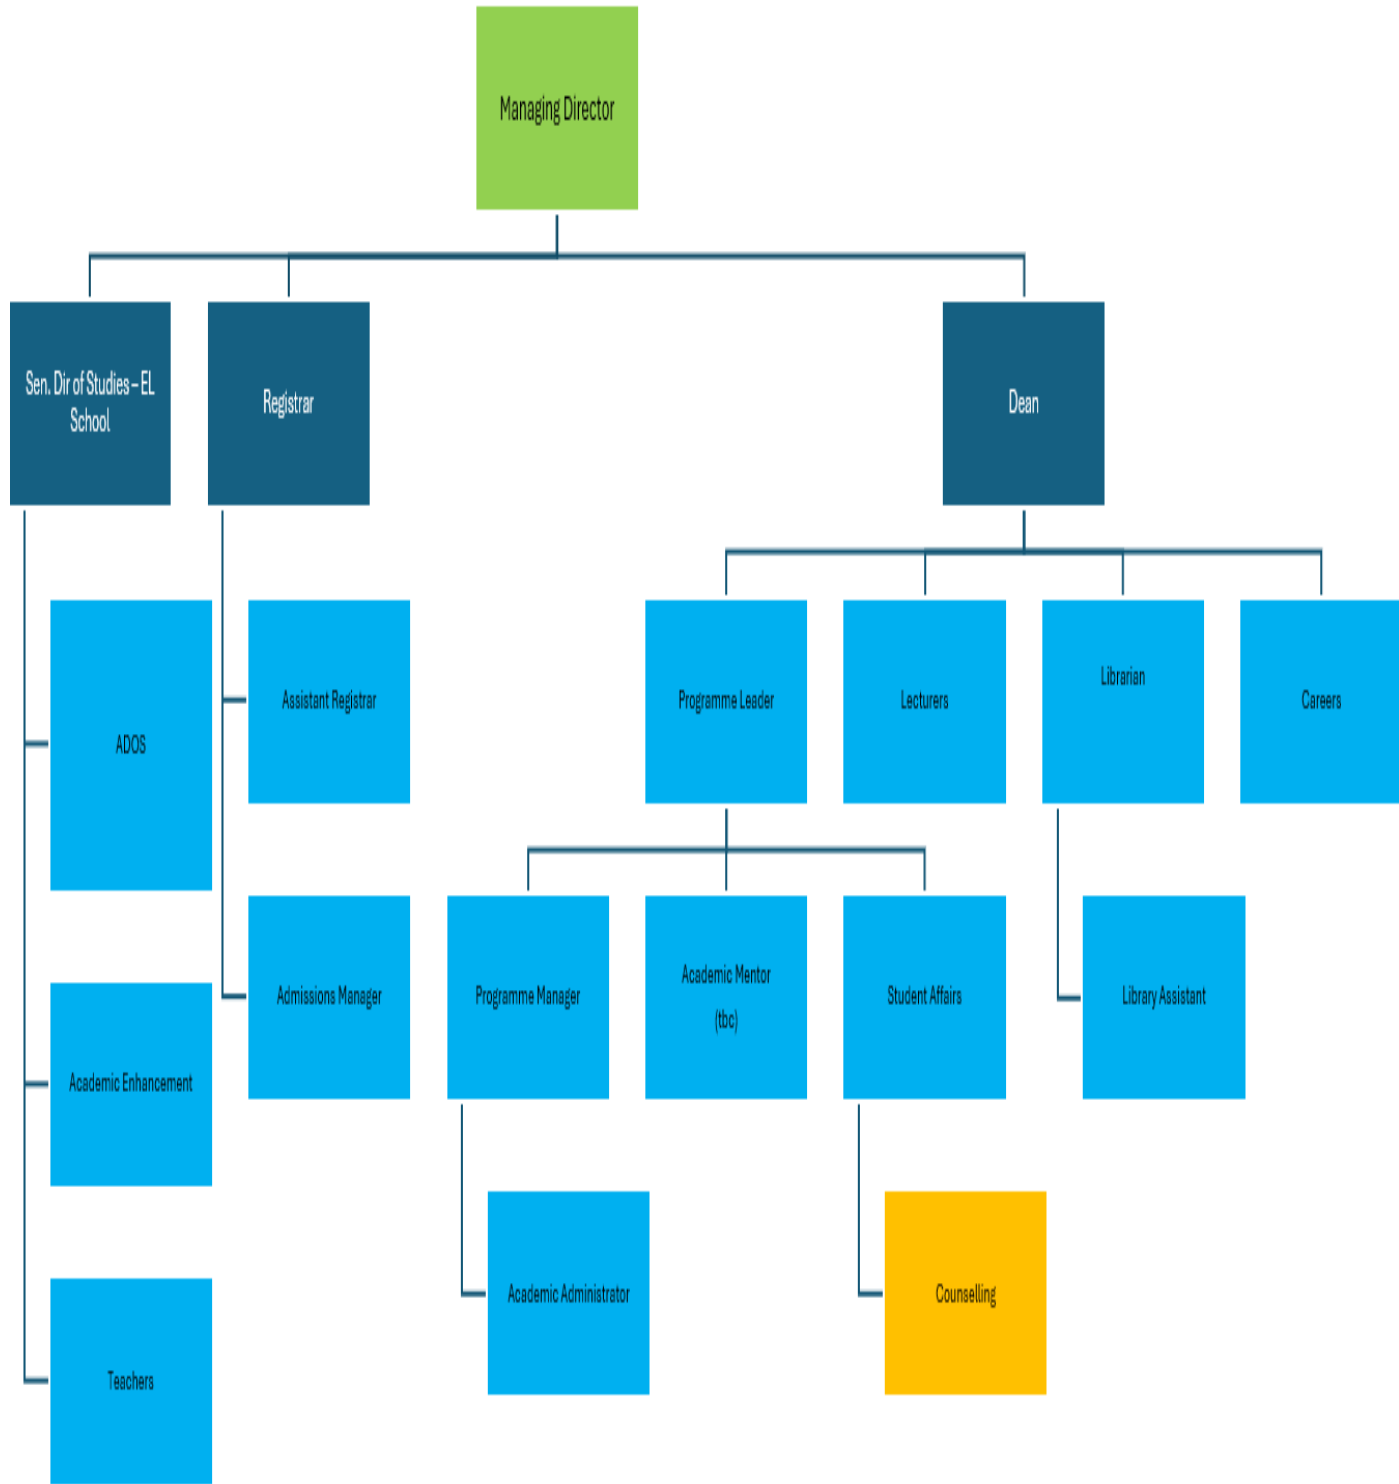 Managing Director
Sen. Dir of Studies – EL
School
Registrar
Dean
ADOS
Assistant Registrar
Programme Leader
Lecturers
Librarian
Careers
Academic Enhancement
Admissions Manager
Programme Manager
Academic Mentor
(tbc)
Student Affairs
Library Assistant
Teachers
Academic Administrator
Counselling